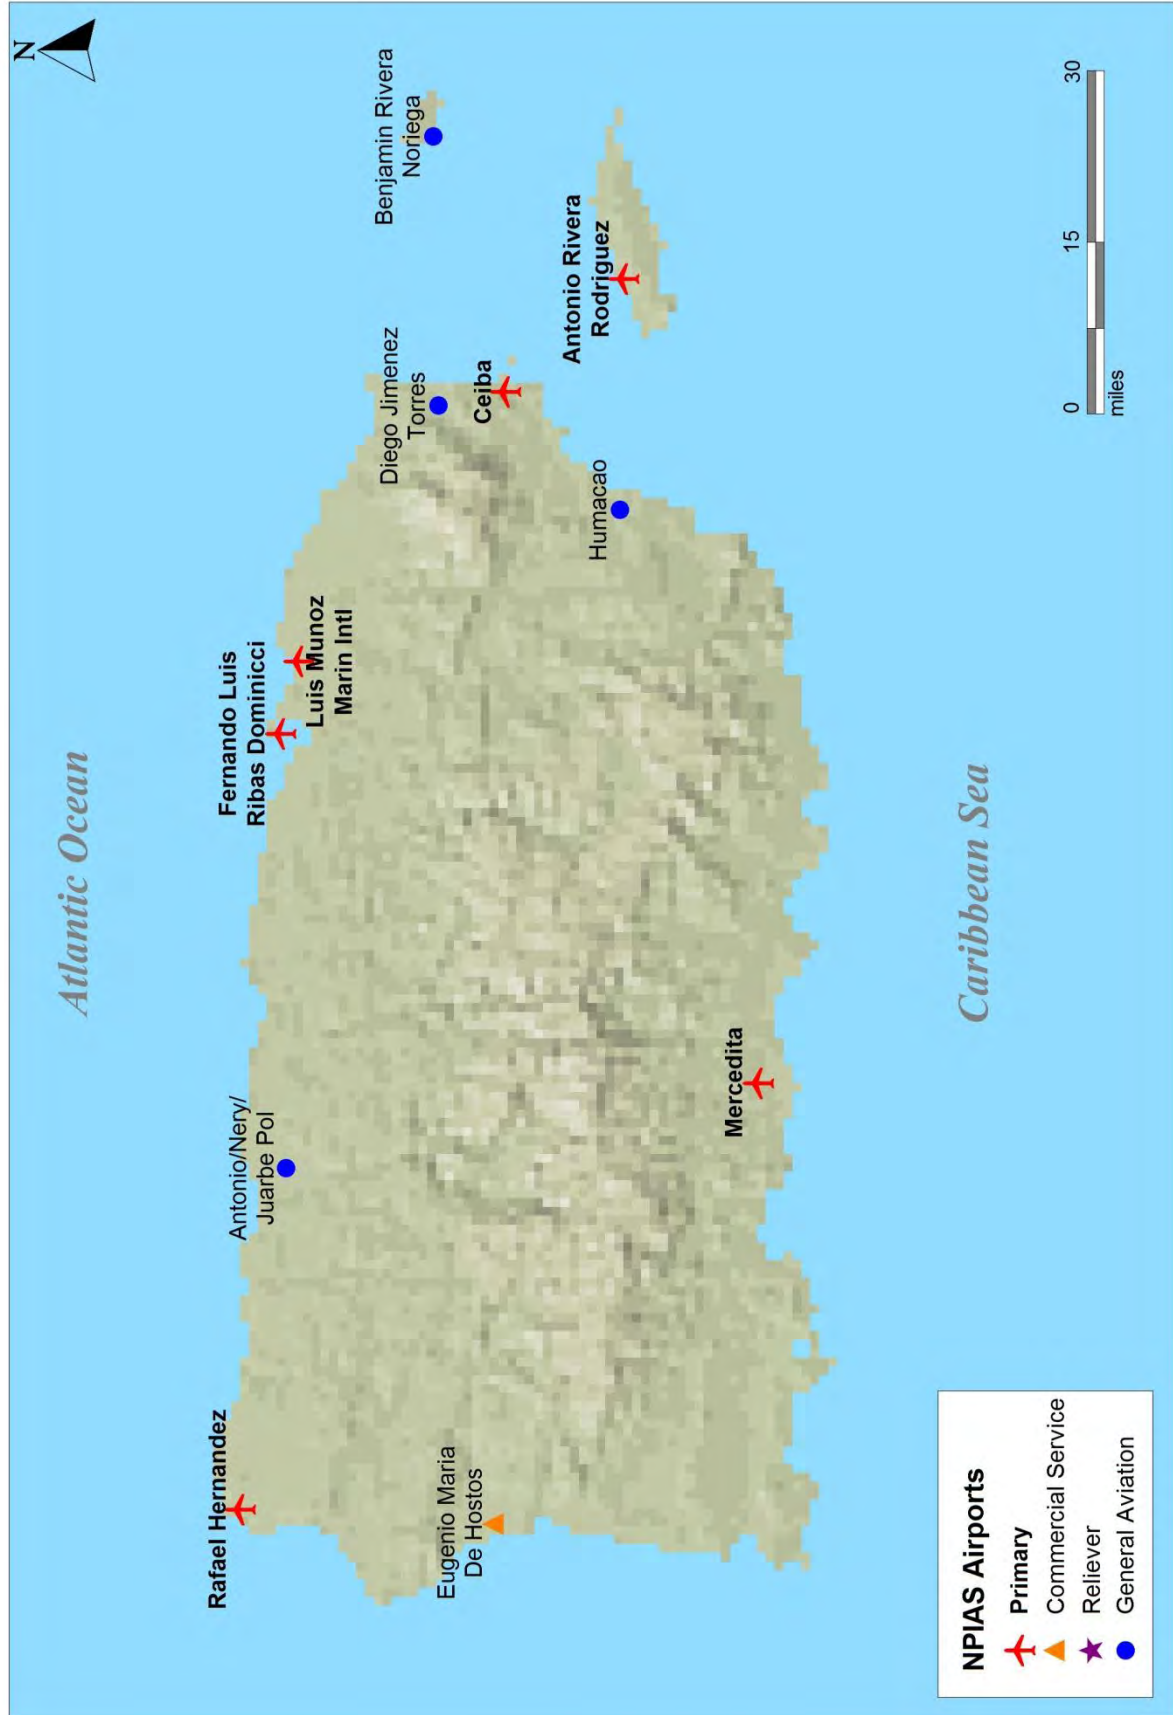 N
Atlantic Ocean
Benjamin Rivera
Noriega
Antonio Rivera
Rodriguez
Diego Jimenez
Torres
Ceiba
Humacao
Fernando Luis
Ribas Dominicci
Luis Munoz
Marin Intl
Antonio/Nery/
Juarbe Pol
Mercedita
Rafael Hernandez
Eugenio Maria
De Hostos
Caribbean Sea
0
15
30
miles
NPIAS Airports
Primary
Commercial Service
Reliever
General Aviation